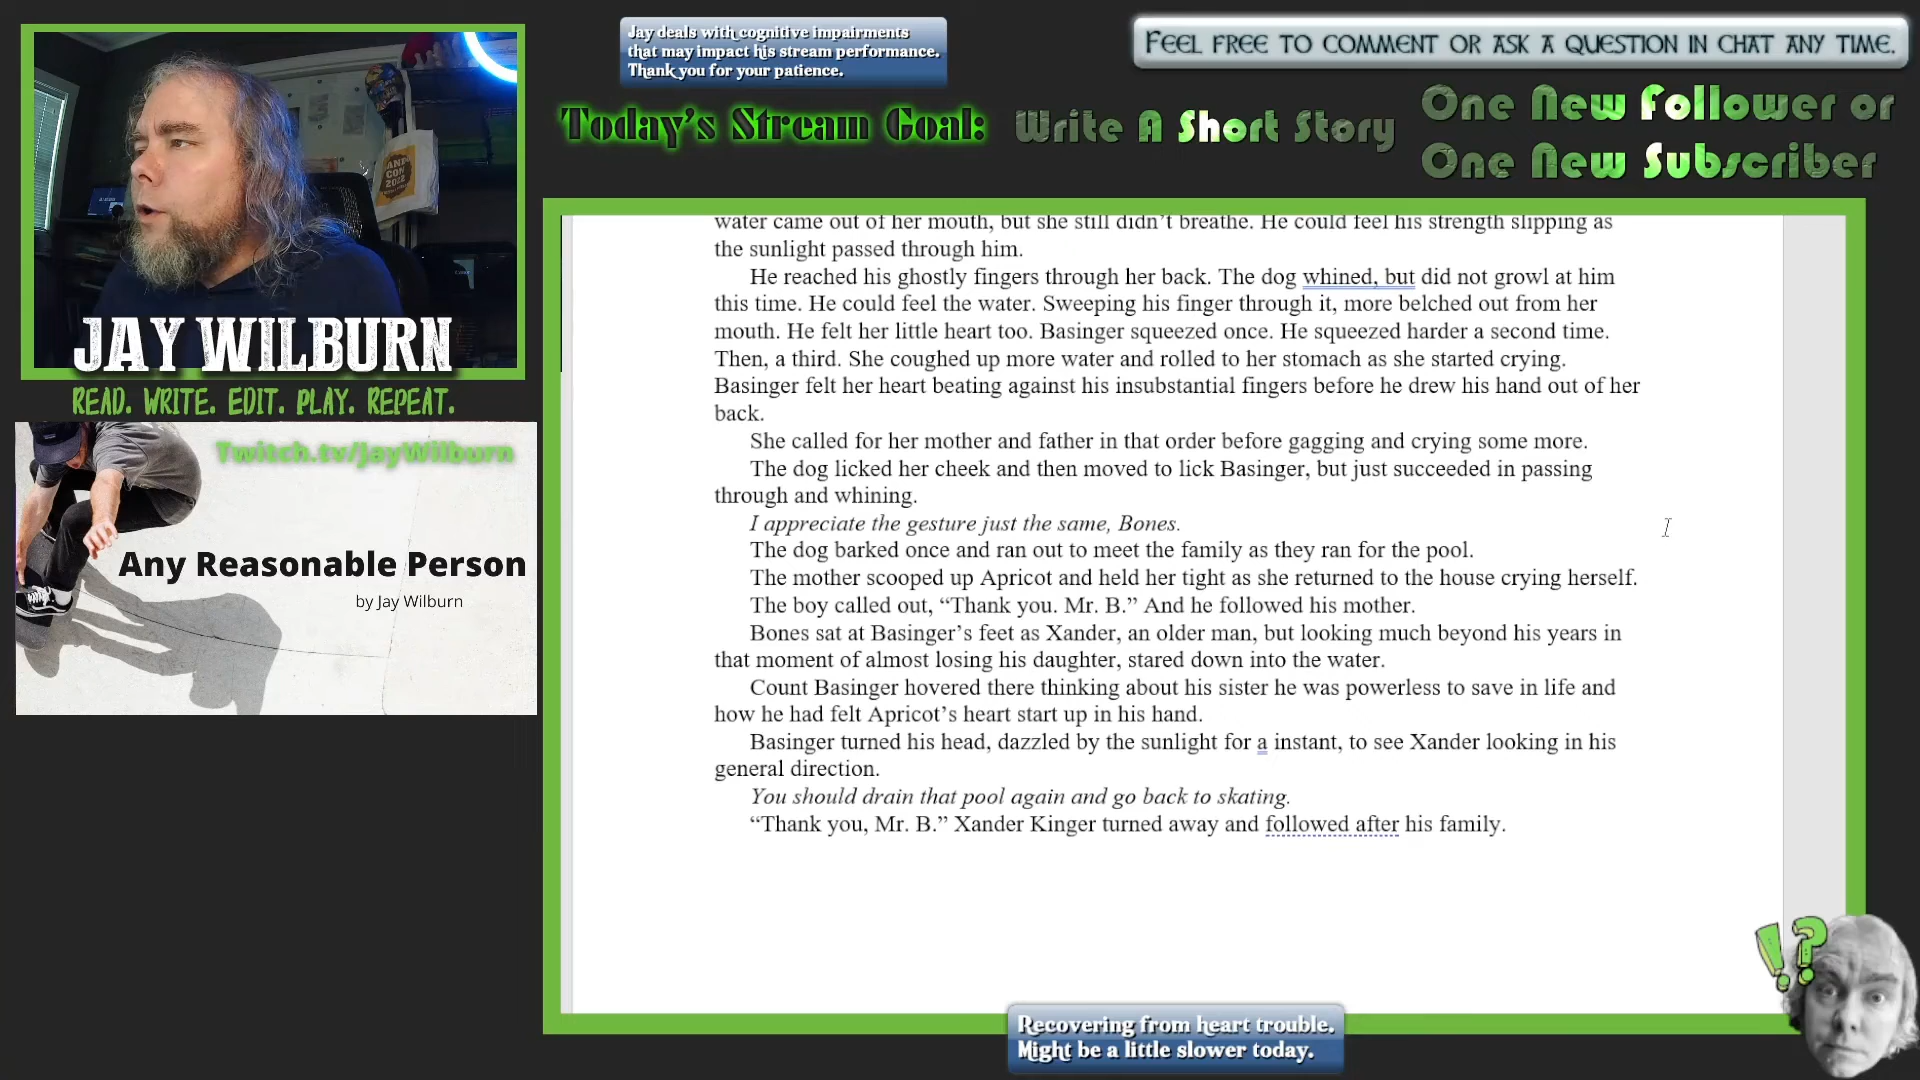 Jay deals with cognitive impairments
that may impact his stream performance.
Thank you for your patience.
FEEL FREE TO COMMENT OR ASK A QUESTION IN CHAT ANY TIME.
Today's Stream Goal:
Write A Short Story
One New Follower or
One New Subscriber
JAY WILBURN
READ. WRITE. EDIT. PLAY. REPEAT.
Twitch.tv/JayWilburn
Any Reasonable Person
by Jay Wilburn
water came out of her mouth, but she still didn’t breathe. He could feel his strength slipping as
the sunlight passed through him.
He reached his ghostly fingers through her back. The dog whined, but did not growl at him
this time. He could feel the water. Sweeping his finger through it, more belched out from her
mouth. He felt her little heart too. Basinger squeezed once. He squeezed harder a second time.
Then, a third. She coughed up more water and rolled to her stomach as she started crying.
Basinger felt her heart beating against his insubstantial fingers before he drew his hand out of her
back.
She called for her mother and father in that order before gagging and crying some more.
The dog licked her cheek and then moved to lick Basinger, but just succeeded in passing
through and whining.
I appreciate the gesture just the same, Bones.
The dog barked once and ran out to meet the family as they ran for the pool.
The mother scooped up Apricot and held her tight as she returned to the house crying herself.
The boy called out, “Thank you. Mr. B.” And he followed his mother.
Bones sat at Basinger’s feet as Xander, an older man, but looking much beyond his years in
that moment of almost losing his daughter, stared down into the water.
Count Basinger hovered there thinking about his sister he was powerless to save in life and
how he had felt Apricot’s heart start up in his hand.
Basinger turned his head, dazzled by the sunlight for a instant, to see Xander looking in his
general direction.
You should drain that pool again and go back to skating.
“Thank you, Mr. B.” Xander Kinger turned away and followed after his family.
Recovering from heart trouble.
Might be a little slower today.
!?